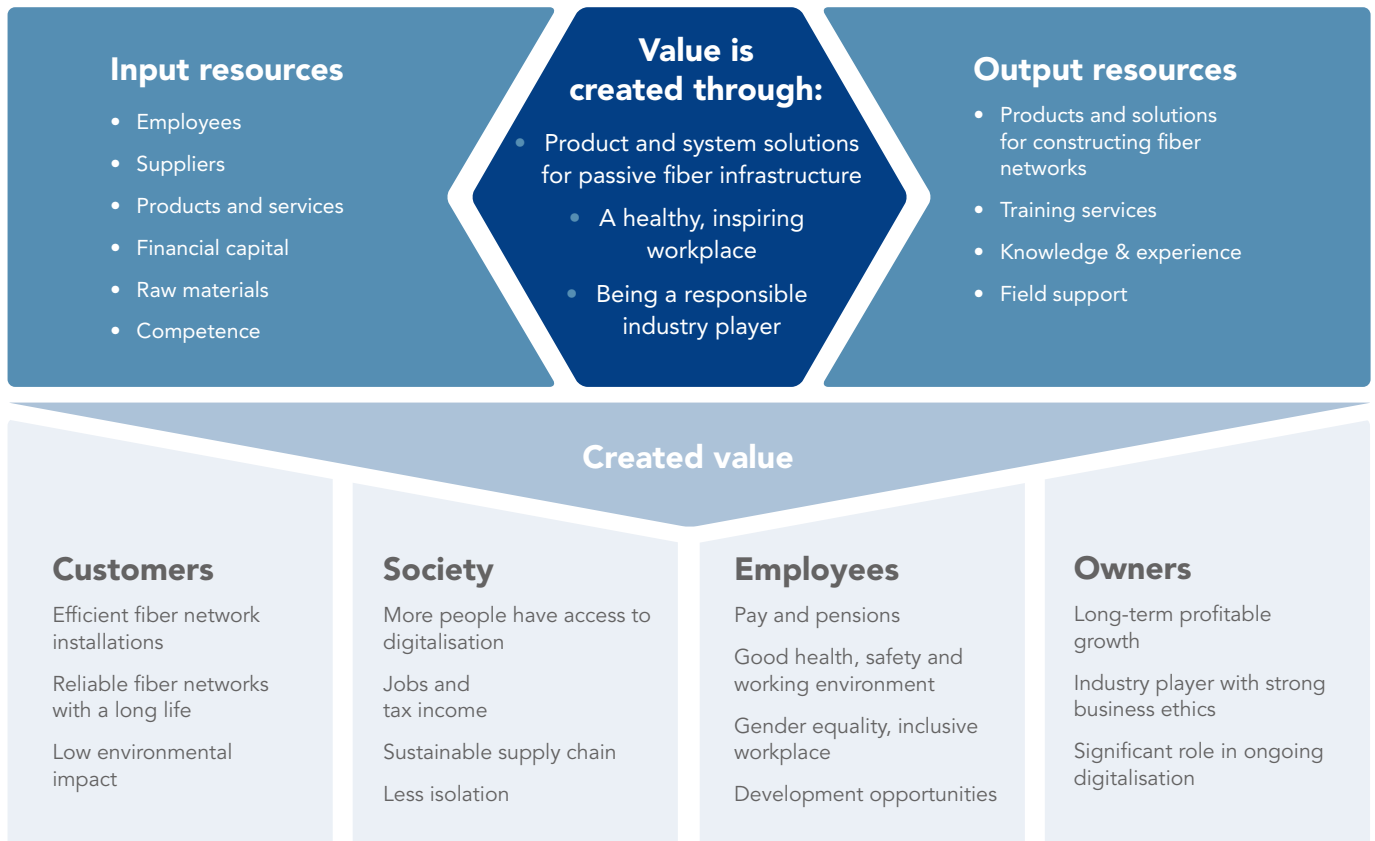 Input resources
• Employees
• Suppliers
• Products and services
• Financial capital
• Raw materials
• Competence
Value is
created through:
• Product and system solutions
for passive fiber infrastructure
• A healthy, inspiring
workplace
• Being a responsible
industry player
Output resources
• Products and solutions
for constructing fiber
networks
• Training services
• Knowledge & experience
• Field support
Created value
Customers
Efficient fiber network
installations
Reliable fiber networks
with a long life
Low environmental
impact
Society
More people have access to
digitalisation
Jobs and
tax income
Sustainable supply chain
Less isolation
Employees
Pay and pensions
Good health, safety and
working environment
Gender equality, inclusive
workplace
Development opportunities
Owners
Long-term profitable
growth
Industry player with strong
business ethics
Significant role in ongoing
digitalisation